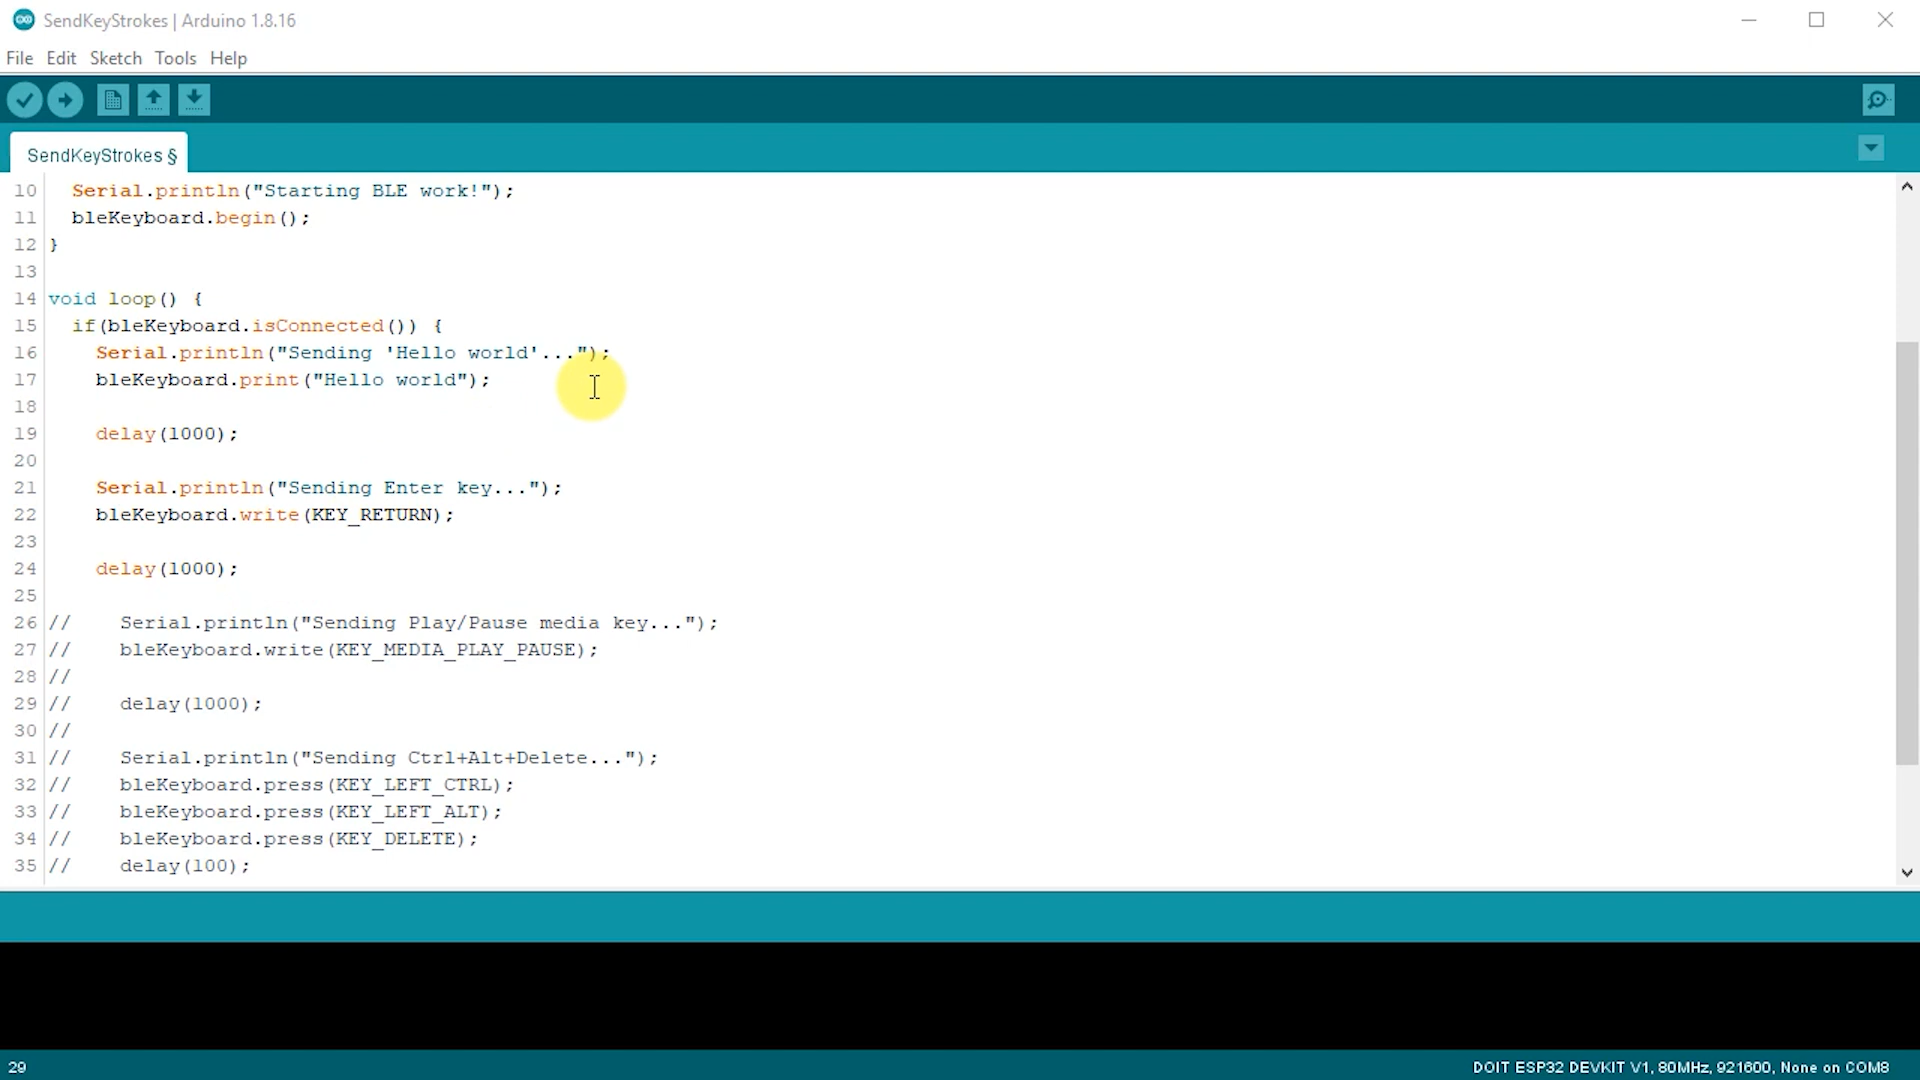 SendKeyStrokes | Arduino 1.8.16
File Edit Sketch Tools Help
SendKeyStrokes §
10   Serial.println("Starting BLE work!");
11   bleKeyboard.begin();
12 }
13
14 void loop() {
15   if(bleKeyboard.isConnected()) {
16     Serial.println("Sending 'Hello world'...");
17     bleKeyboard.print("Hello world");
18
19     delay(1000);
20
21     Serial.println("Sending Enter key...");
22     bleKeyboard.write(KEY_RETURN);
23
24     delay(1000);
25
26 //    Serial.println("Sending Play/Pause media key...");
27 //    bleKeyboard.write(KEY_MEDIA_PLAY_PAUSE);
28 //
29 //    delay(1000);
30 //
31 //    Serial.println("Sending Ctrl+Alt+Delete...");
32 //    bleKeyboard.press(KEY_LEFT_CTRL);
33 //    bleKeyboard.press(KEY_LEFT_ALT);
34 //    bleKeyboard.press(KEY_DELETE);
35 //    delay(100);
29 DOIT ESP32 DEVKIT V1, 80MHz, 921600, None on COM8